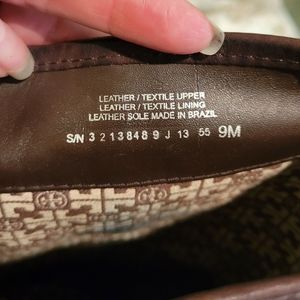 LEATHER / TEXTILE UPPER
LEATHER / TEXTILE LINING
LEATHER SOLE MADE IN BRAZIL
S/N 3 2 1 3 8 4 8 9 J 13 55 9M